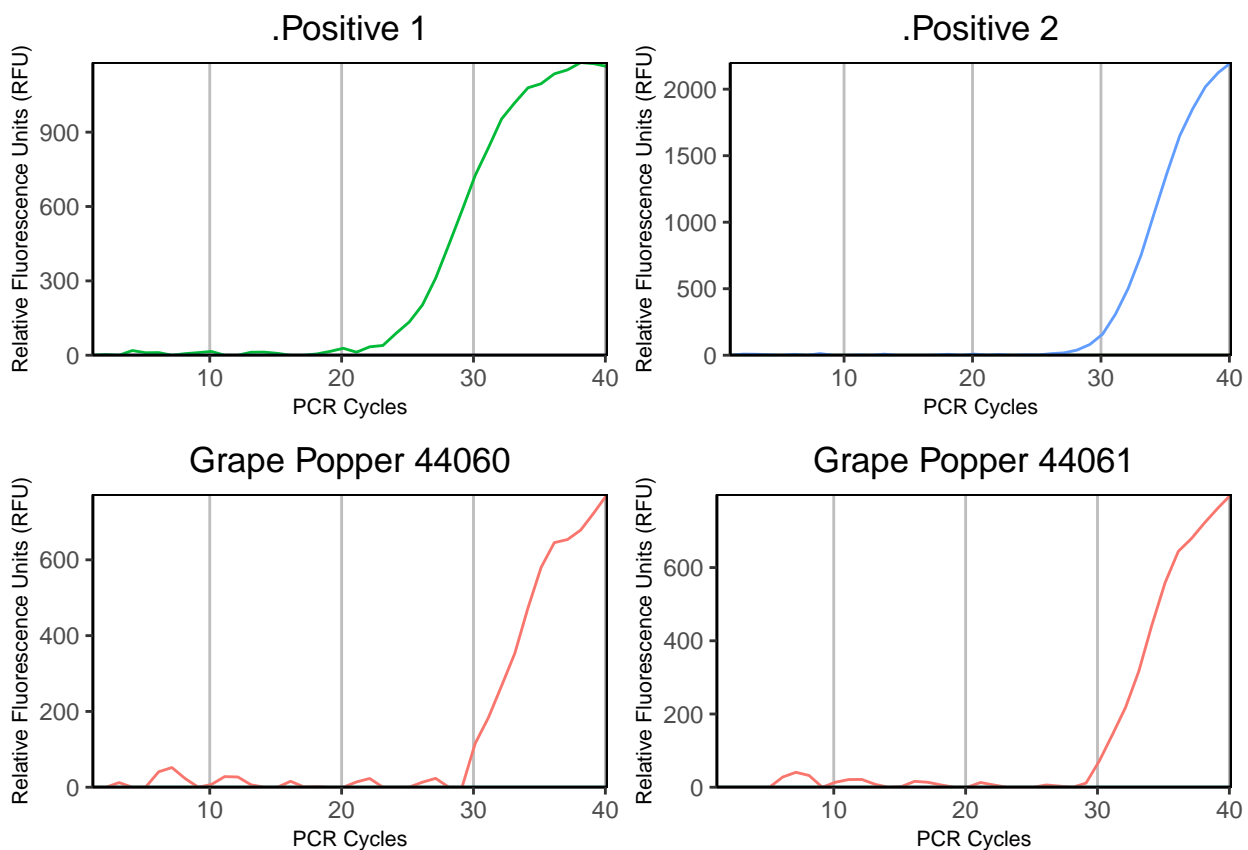 .Positive 1
Relative Fluorescence Units (RFU)
900
600
300
0
10 20 30 40
PCR Cycles
.Positive 2
Relative Fluorescence Units (RFU)
2000
1500
1000
500
0
10 20 30 40
PCR Cycles
Grape Popper 44060
Relative Fluorescence Units (RFU)
600
400
200
0
10 20 30 40
PCR Cycles
Grape Popper 44061
Relative Fluorescence Units (RFU)
600
400
200
0
10 20 30 40
PCR Cycles